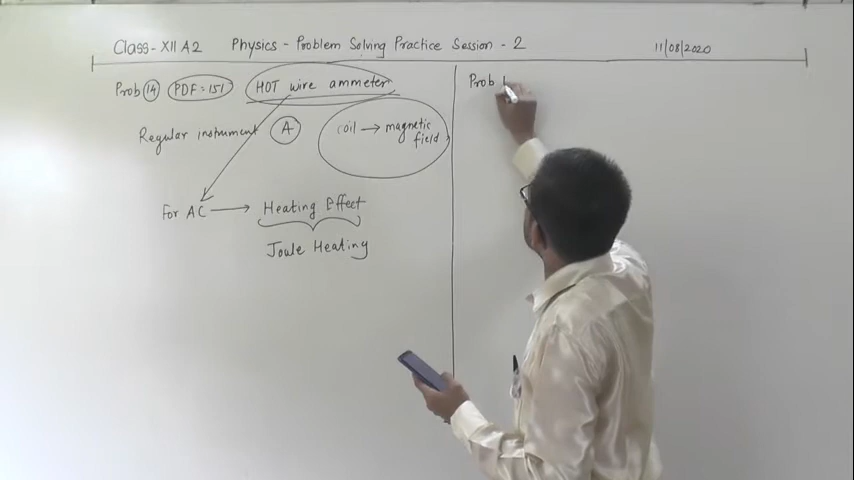 Class- XII A2 Physics - Problem Solving Practice Session - 2 11/08/2020
Prob 14 PDF=151 HOT wire ammeter
Regular instrument A coil → magnetic field
For AC → Heating Effect
Joule Heating
Prob